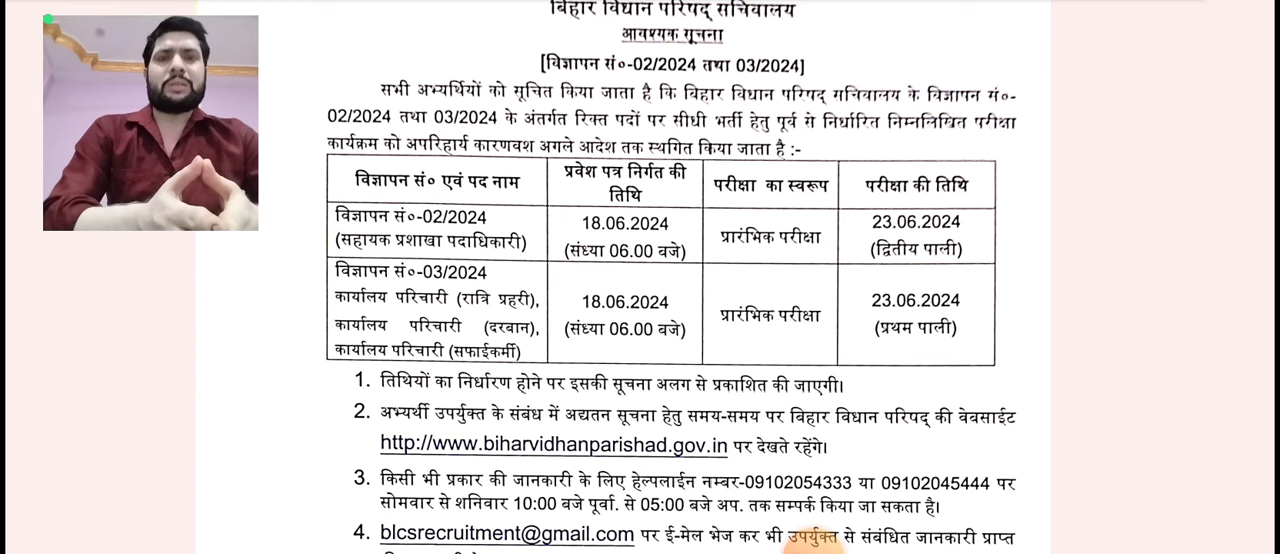 बिहार विधान परिषद् सचिवालय
आवश्यक सूचना
[विज्ञापन सं०-02/2024 तथा 03/2024]
सभी अभ्यर्थियों को सूचित किया जाता है कि बिहार विधान परिषद् सचिवालय के विज्ञापन सं०-
02/2024 तथा 03/2024 के अंतर्गत रिक्त पदों पर सीधी भर्ती हेतु पूर्व से निर्धारित निम्नलिखित परीक्षा
कार्यक्रम को अपरिहार्य कारणवश अगले आदेश तक स्थगित किया जाता है :-
विज्ञापन सं० एवं पद नाम
प्रवेश पत्र निर्गत की
तिथि
परीक्षा का स्वरूप
परीक्षा की तिथि
विज्ञापन सं०-02/2024
(सहायक प्रशाखा पदाधिकारी)
18.06.2024
(संध्या 06.00 बजे)
प्रारंभिक परीक्षा
23.06.2024
(द्वितीय पाली)
विज्ञापन सं०-03/2024
कार्यालय परिचारी (रात्रि प्रहरी),
कार्यालय परिचारी (दरबान),
कार्यालय परिचारी (सफाईकर्मी)
18.06.2024
(संध्या 06.00 बजे)
प्रारंभिक परीक्षा
23.06.2024
(प्रथम पाली)
1. तिथियों का निर्धारण होने पर इसकी सूचना अलग से प्रकाशित की जाएगी।
2. अभ्यर्थी उपर्युक्त के संबंध में अद्यतन सूचना हेतु समय-समय पर बिहार विधान परिषद् की वेबसाईट
http://www.biharvidhanparishad.gov.in पर देखते रहेंगे।
3. किसी भी प्रकार की जानकारी के लिए हेल्पलाईन नम्बर-09102054333 या 09102045444 पर
सोमवार से शनिवार 10:00 बजे पूर्वा. से 05:00 बजे अप. तक सम्पर्क किया जा सकता है।
4. blcsrecruitment@gmail.com पर ई-मेल भेज कर भी उपर्युक्त से संबंधित जानकारी प्राप्त